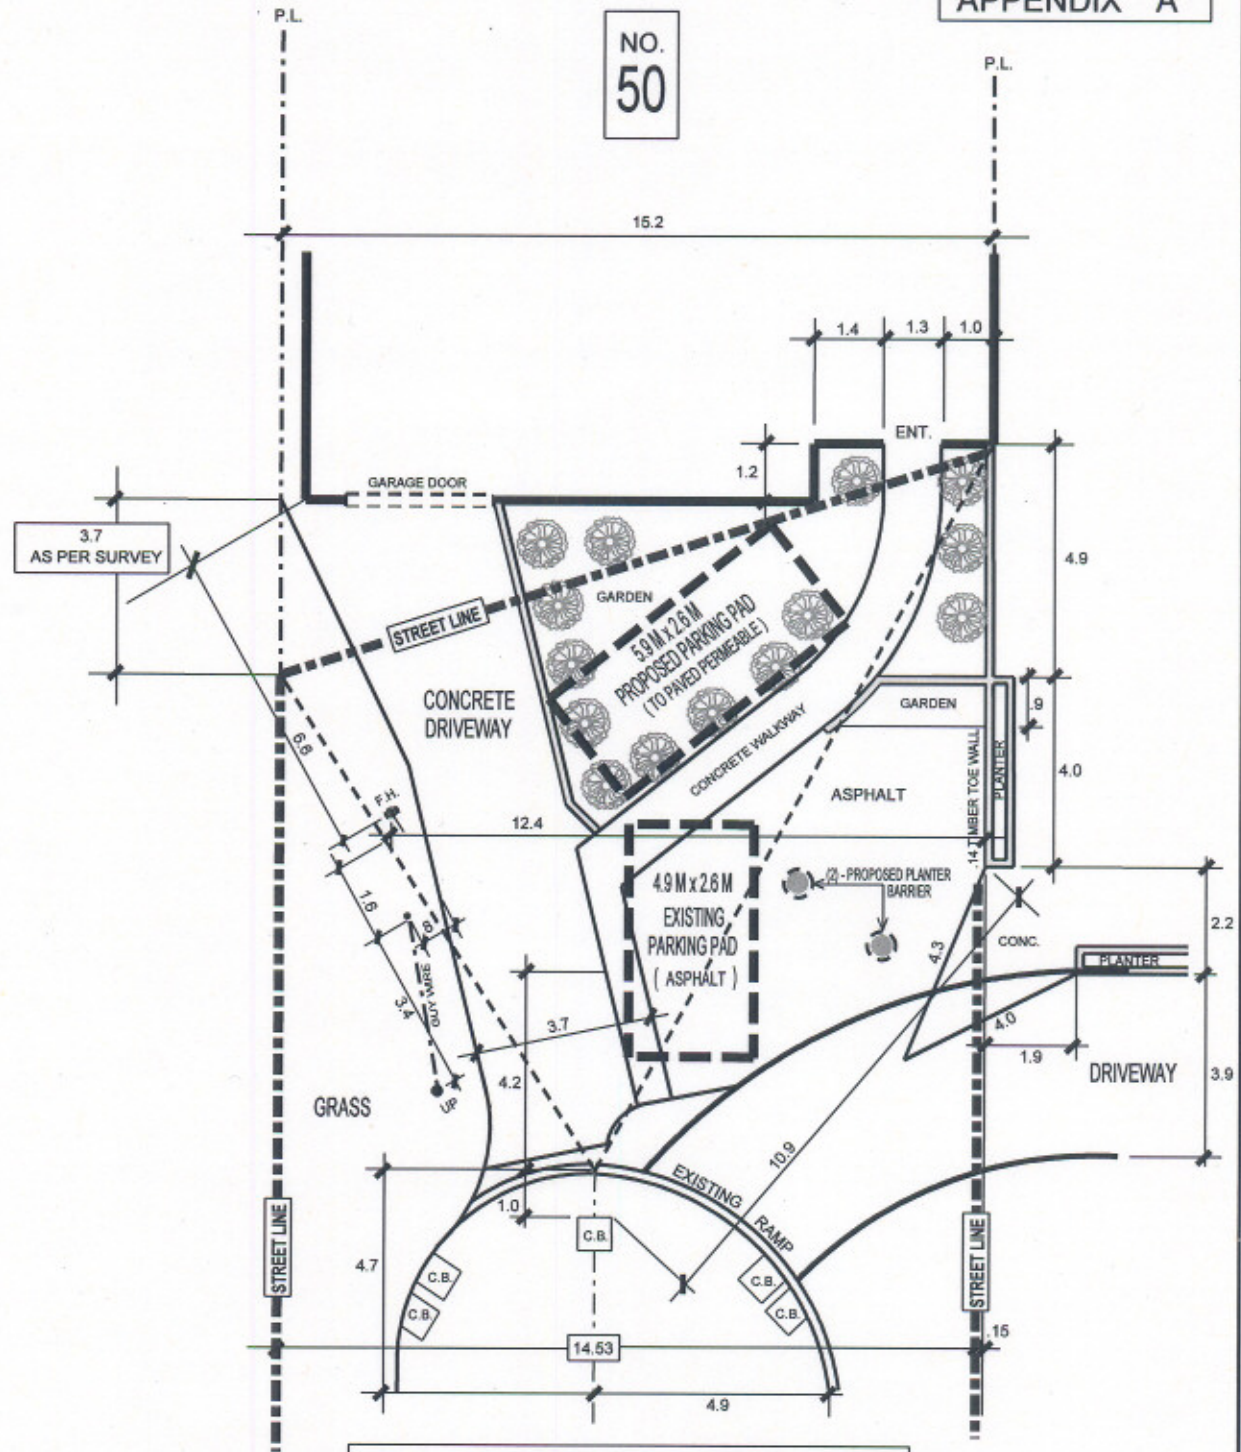 APPENDIX "A"
P.L.
NO.
50
P.L.
15.2
1.4
1.3
1.0
ENT.
1.2
GARAGE DOOR
3.7
AS PER SURVEY
4.9
GARDEN
STREET LINE
5.9 M x 2.6 M
PROPOSED PARKING PAD
( TO PAVED PERMEABLE )
CONCRETE
DRIVEWAY
GARDEN
.9
6.6
CONCRETE WALKWAY
.14 TIMBER TOE WALL
PLANTER
4.0
F.H.
12.4
ASPHALT
4.9 M x 2.6 M
EXISTING
PARKING PAD
( ASPHALT )
(2) - PROPOSED PLANTER
BARRIER
1.6
.8
GUY WIRE
3.4
4.3
CONC.
2.2
PLANTER
3.7
4.0
1.9
4.2
DRIVEWAY
3.9
UP
GRASS
10.9
EXISTING
RAMP
1.0
C.B.
STREET LINE
STREET LINE
4.7
C.B.
C.B.
C.B.
C.B.
14.53
.15
4.9